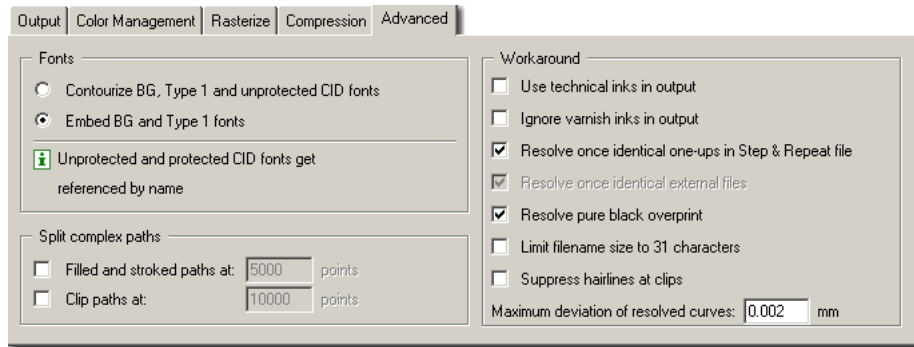 Output Color Management Rasterize Compression Advanced
Fonts
Contourize BG, Type 1 and unprotected CID fonts
Embed BG and Type 1 fonts
Unprotected and protected CID fonts get
referenced by name
Split complex paths
Filled and stroked paths at: 5000 points
Clip paths at: 10000 points
Workaround
Use technical inks in output
Ignore varnish inks in output
Resolve once identical one-ups in Step & Repeat file
Resolve once identical external files
Resolve pure black overprint
Limit filename size to 31 characters
Suppress hairlines at clips
Maximum deviation of resolved curves: 0.002 mm